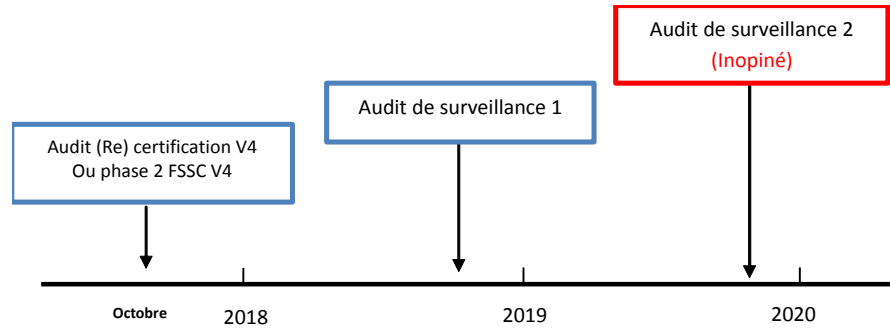 Audit de surveillance 2
(Inopiné)
Audit de surveillance 1
Audit (Re) certification V4
Ou phase 2 FSSC V4
Octobre
2018
2019
2020